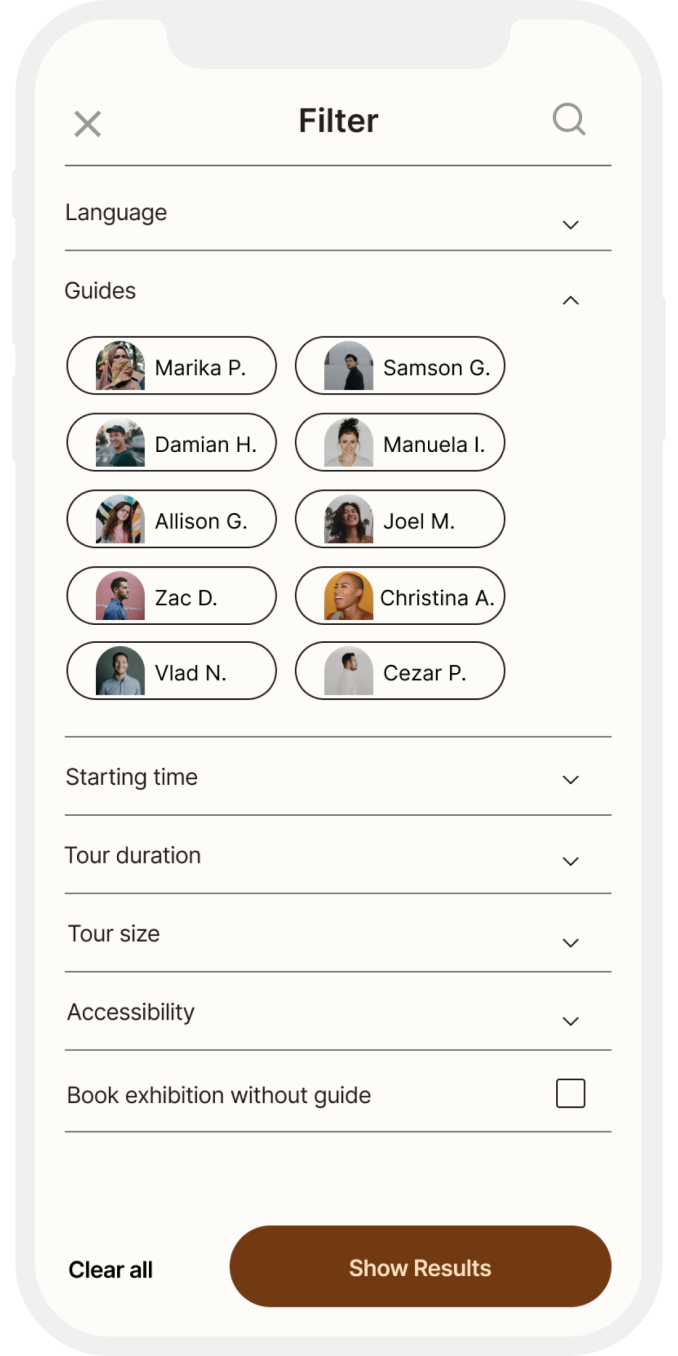 Filter
Language
Guides
Marika P.
Samson G.
Damian H.
Manuela I.
Allison G.
Joel M.
Zac D.
Christina A.
Vlad N.
Cezar P.
Starting time
Tour duration
Tour size
Accessibility
Book exhibition without guide
Clear all
Show Results